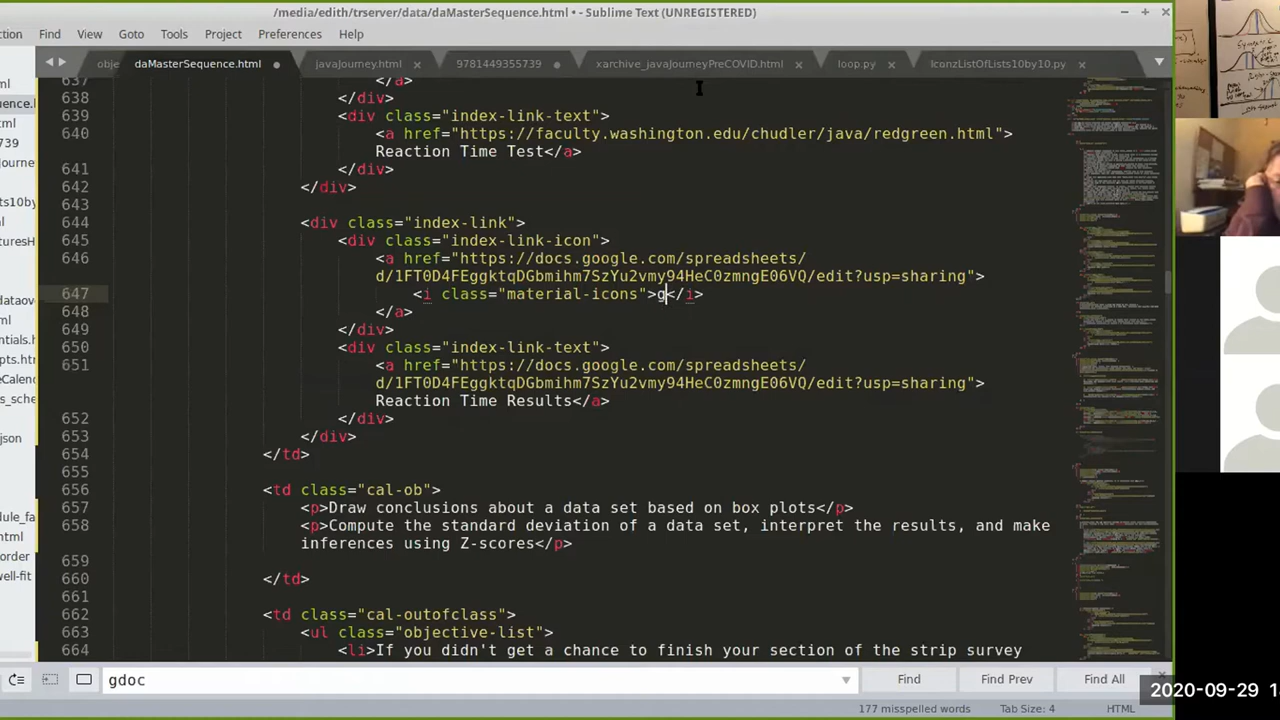 /media/edith/trserver/data/daMasterSequence.html • - Sublime Text (UNREGISTERED)
ction Find View Goto Tools Project Preferences Help
obje daMasterSequence.html javaJourney.html 9781449355739 xarchive_javaJourneyPreCOVID.html loop.py IconzListOfLists10by10.py
637 </a>
638 </div>
639 <div class="index-link-text">
640 <a href="https://faculty.washington.edu/chudler/java/redgreen.html">
Reaction Time Test</a>
641 </div>
642 </div>
643
644 <div class="index-link">
645 <div class="index-link-icon">
646 <a href="https://docs.google.com/spreadsheets/
d/1FT0D4FEggktqDGbmihm7SzYu2vmy94HeC0zmngE06VQ/edit?usp=sharing">
647 <i class="material-icons">g</i>
648 </a>
649 </div>
650 <div class="index-link-text">
651 <a href="https://docs.google.com/spreadsheets/
d/1FT0D4FEggktqDGbmihm7SzYu2vmy94HeC0zmngE06VQ/edit?usp=sharing">
Reaction Time Results</a>
652 </div>
653 </div>
654 </td>
655
656 <td class="cal-ob">
657 <p>Draw conclusions about a data set based on box plots</p>
658 <p>Compute the standard deviation of a data set, interpret the results, and make
inferences using Z-scores</p>
659
660 </td>
661
662 <td class="cal-outofclass">
663 <ul class="objective-list">
664 <li>If you didn't get a chance to finish your section of the strip survey
gdoc Find Find Prev Find All
2020-09-29 1
177 misspelled words Tab Size: 4 HTML